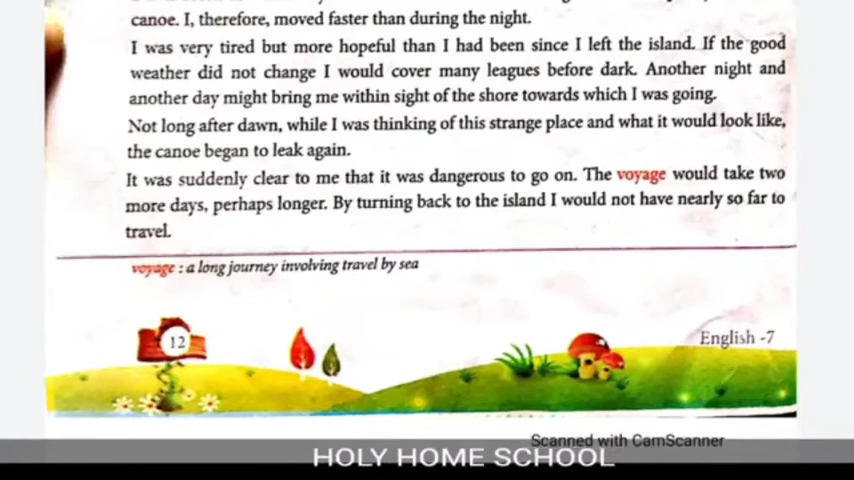 canoe. I, therefore, moved faster than during the night.
I was very tired but more hopeful than I had been since I left the island. If the good
weather did not change I would cover many leagues before dark. Another night and
another day might bring me within sight of the shore towards which I was going.
Not long after dawn, while I was thinking of this strange place and what it would look like,
the canoe began to leak again.
It was suddenly clear to me that it was dangerous to go on. The voyage would take two
more days, perhaps longer. By turning back to the island I would not have nearly so far to
travel.
voyage : a long journey involving travel by sea
12
English -7
Scanned with CamScanner
HOLY HOME SCHOOL